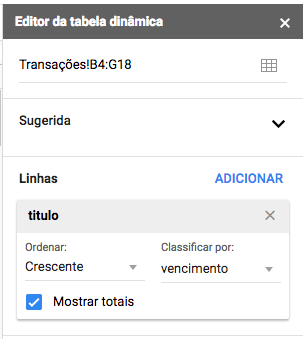 Editor da tabela dinâmica
Transações!B4:G18
Sugerida
Linhas ADICIONAR
titulo
Ordenar: Classificar por:
Crescente vencimento
Mostrar totais